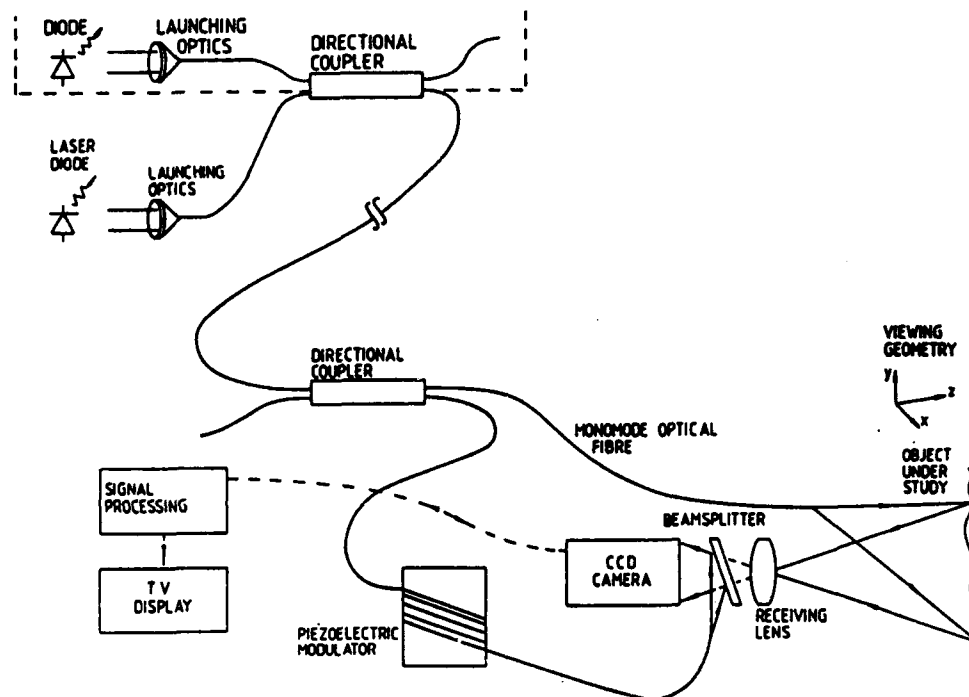 DIODE
LAUNCHING
OPTICS
DIRECTIONAL
COUPLER
LASER
DIODE
LAUNCHING
OPTICS
DIRECTIONAL
COUPLER
VIEWING
GEOMETRY
y
z
x
MONOMODE OPTICAL
FIBRE
OBJECT
UNDER
STUDY
SIGNAL
PROCESSING
BEAMSPLITTER
CCD
CAMERA
TV
DISPLAY
RECEIVING
LENS
PIEZOELECTRIC
MODULATOR